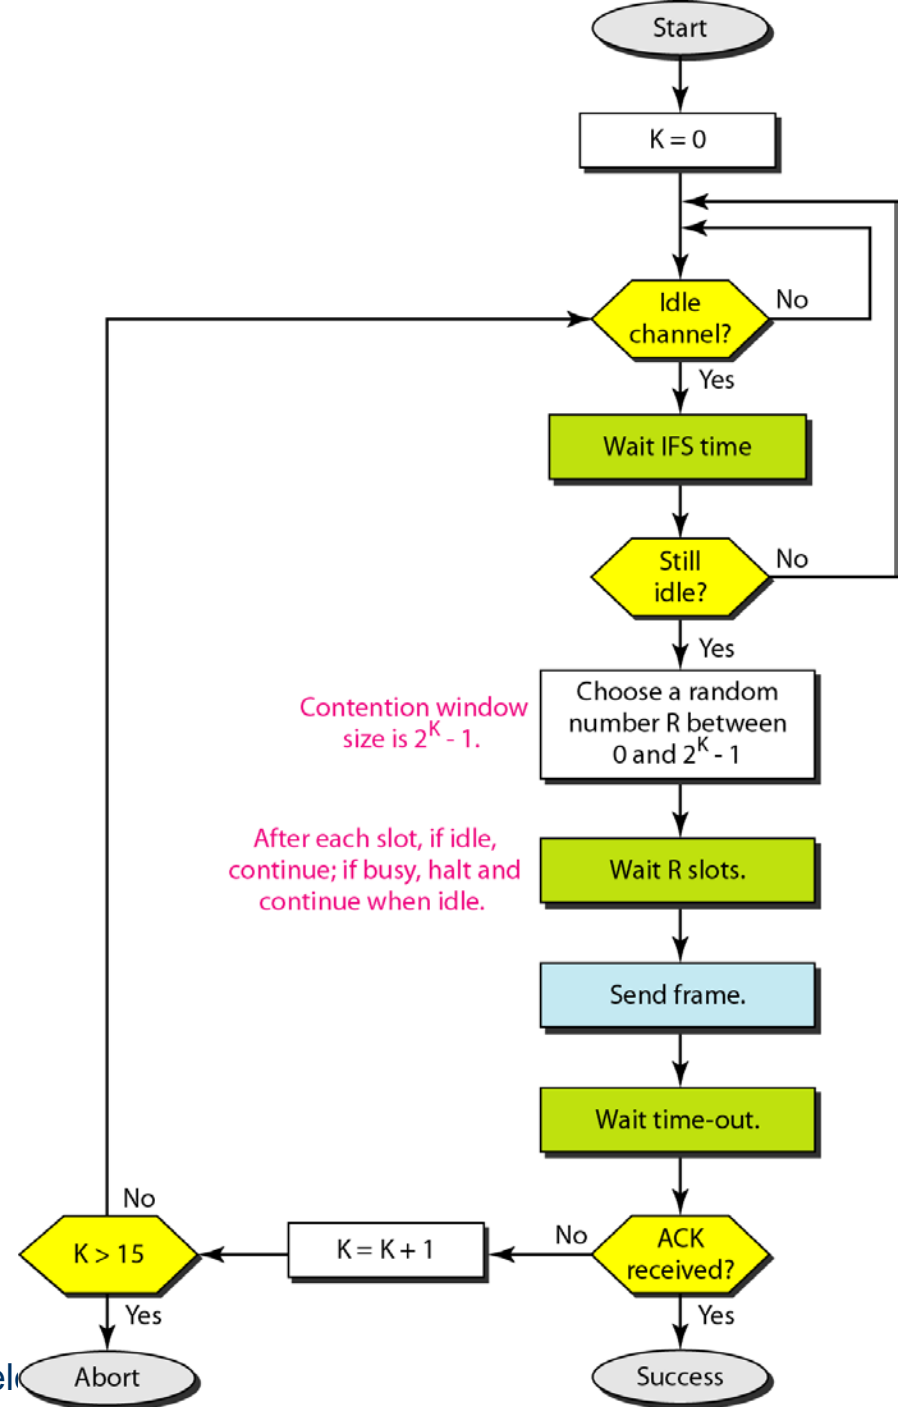 Start
K = 0
Idle
channel?
No
Yes
Wait IFS time
Still
idle?
No
Yes
Contention window
size is 2^K - 1.
Choose a random
number R between
0 and 2^K - 1
After each slot, if idle,
continue; if busy, halt and
continue when idle.
Wait R slots.
Send frame.
Wait time-out.
ACK
received?
No
K = K + 1
K > 15
No
Yes
Abort
Yes
Success